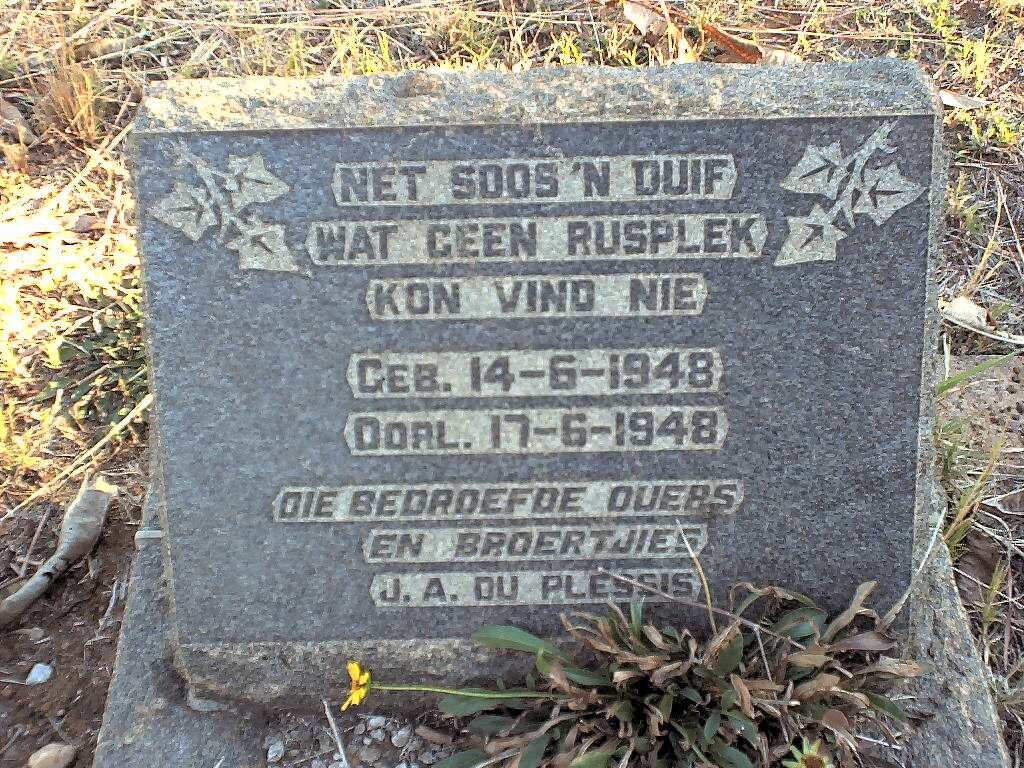 NET SOOS 'N DUIF
WAT GEEN RUSPLEK
KON VIND NIE
GEB. 14-6-1948
OORL. 17-6-1948
DIE BEDROEFDE OUERS
EN BROERTJIES
J. A. DU PLESSIS